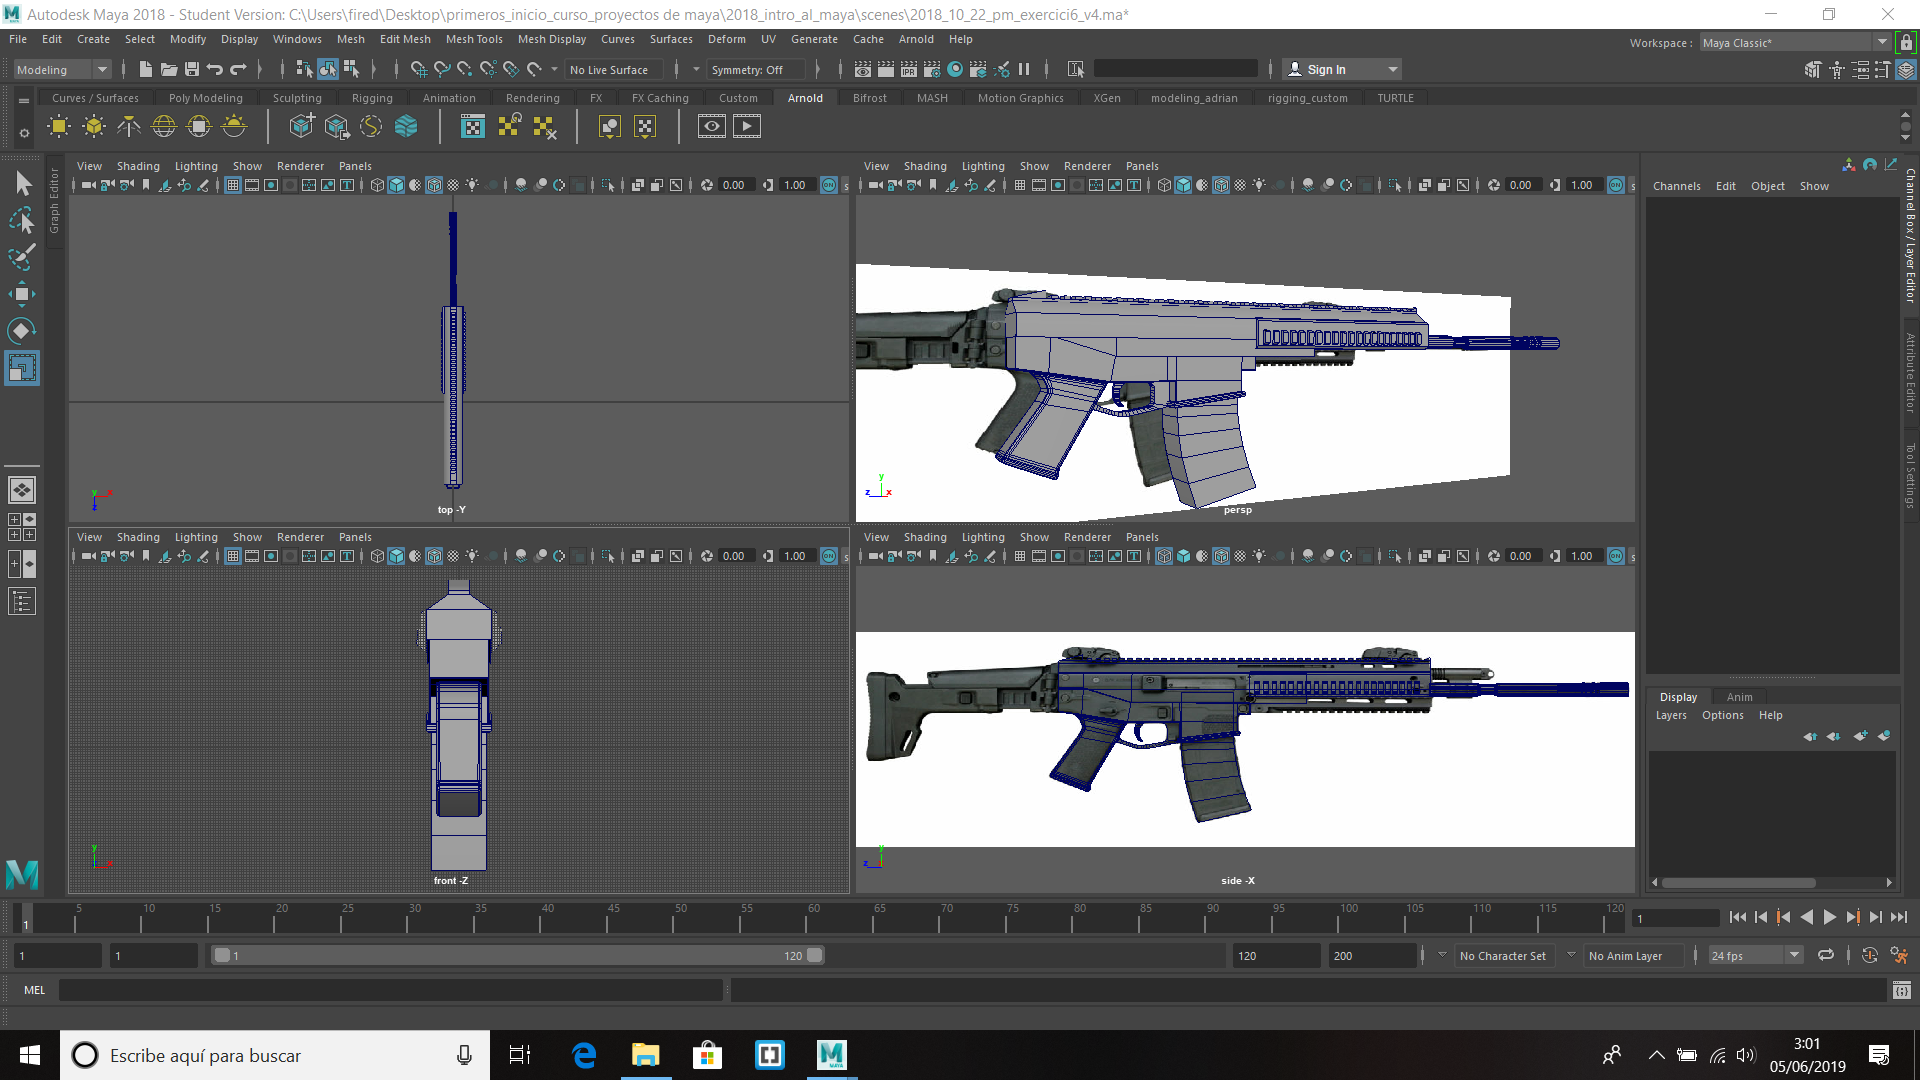 Autodesk Maya 2018 - Student Version: C:\Users\fired\Desktop\primeros_inicio_curso_proyectos de maya\2018_intro_al_maya\scenes\2018_10_22_pm_exercici6_v4.ma*
File Edit Create Select Modify Display Windows Mesh Edit Mesh Mesh Tools Mesh Display Curves Surfaces Deform UV Generate Cache Arnold Help
Workspace : Maya Classic*
Modeling No Live Surface Symmetry: Off IPR Sign In
Curves / Surfaces Poly Modeling Sculpting Rigging Animation Rendering FX FX Caching Custom Arnold Bifrost MASH Motion Graphics XGen modeling_adrian rigging_custom TURTLE
Graph Editor
View Shading Lighting Show Renderer Panels
0.00 1.00 ON s
top -Y
y x z
View Shading Lighting Show Renderer Panels
0.00 1.00 ON s
persp
y z x
View Shading Lighting Show Renderer Panels
0.00 1.00 ON s
front -Z
y x
View Shading Lighting Show Renderer Panels
0.00 1.00 ON s
side -X
y z
Channels Edit Object Show
Channel Box / Layer Editor
Attribute Editor
Tool Settings
Display Anim
Layers Options Help
5 10 15 20 25 30 35 40 45 50 55 60 65 70 75 80 85 90 95 100 105 110 115 120
1 1
1 1 1 120 120 200 No Character Set No Anim Layer 24 fps
MEL
Escribe aquí para buscar
MAYA
3:01
05/06/2019